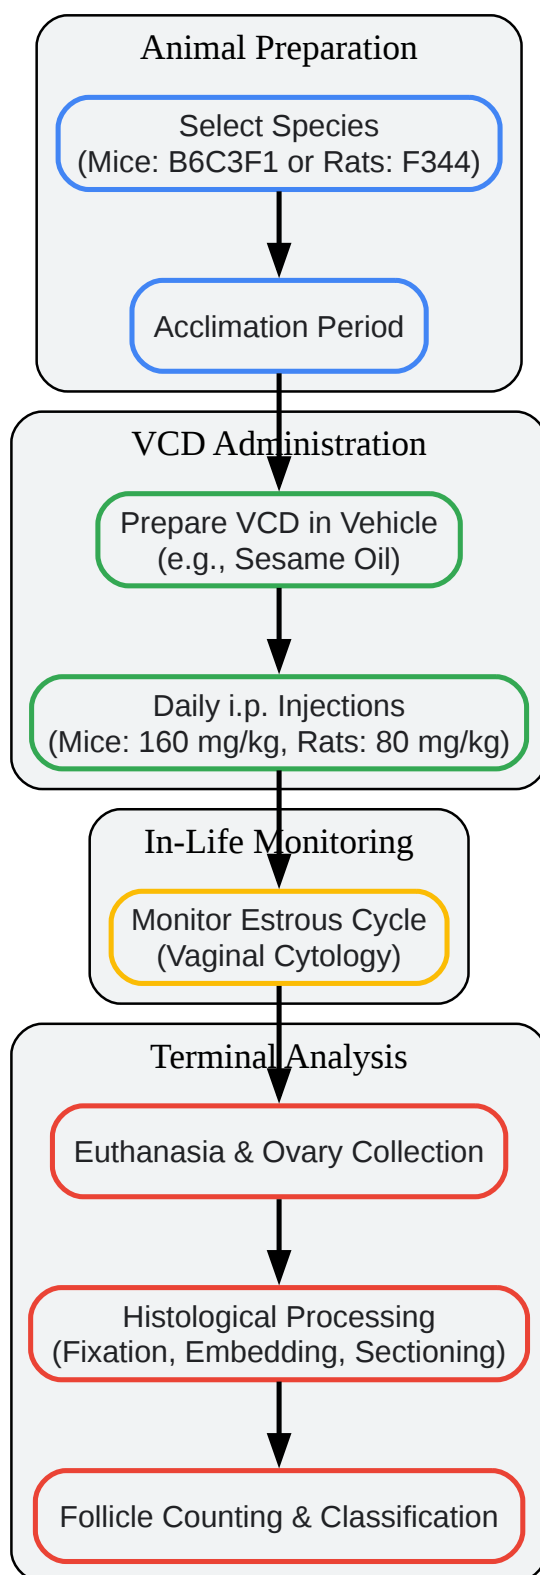 Animal Preparation
Select Species
(Mice: B6C3F1 or Rats: F344)
Acclimation Period
VCD Administration
Prepare VCD in Vehicle
(e.g., Sesame Oil)
Daily i.p. Injections
(Mice: 160 mg/kg, Rats: 80 mg/kg)
In-Life Monitoring
Monitor Estrous Cycle
(Vaginal Cytology)
Terminal Analysis
Euthanasia & Ovary Collection
Histological Processing
(Fixation, Embedding, Sectioning)
Follicle Counting & Classification